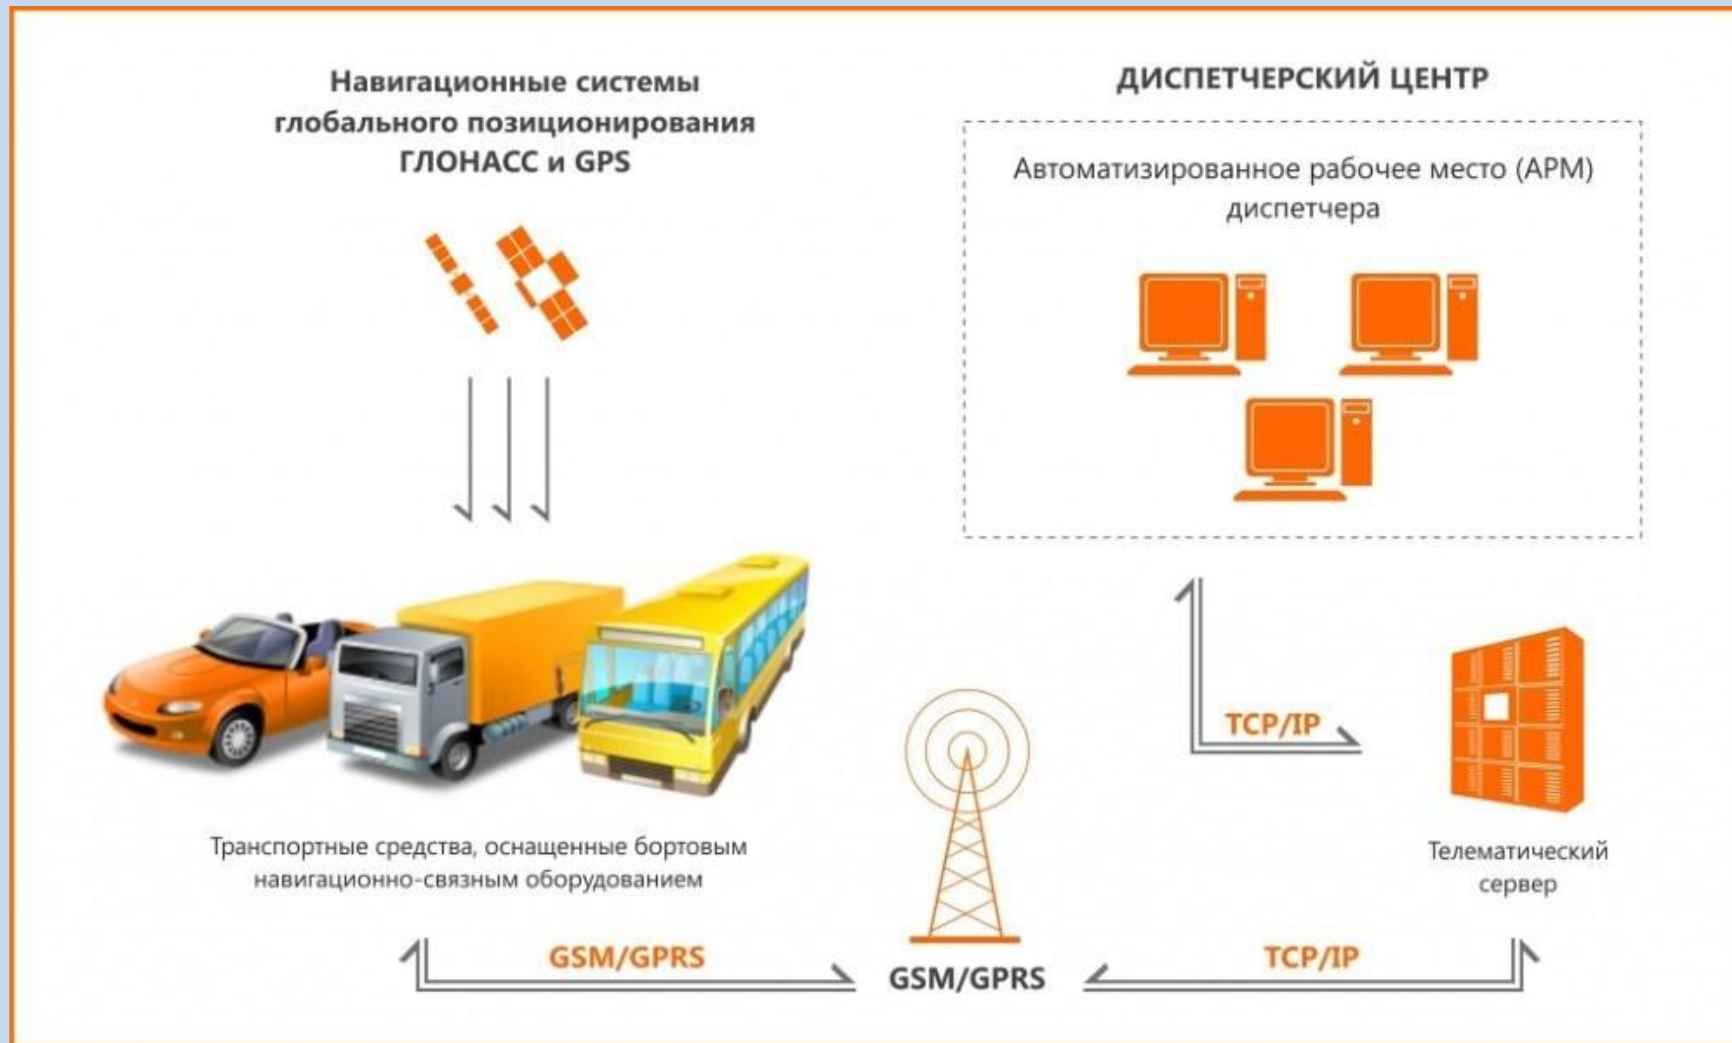 Навигационные системы
глобального позиционирования
ГЛОНАСС и GPS
ДИСПЕТЧЕРСКИЙ ЦЕНТР
Автоматизированное рабочее место (АРМ)
диспетчера
TCP/IP
Транспортные средства, оснащенные бортовым
навигационно-связным оборудованием
Телематический
сервер
GSM/GPRS
GSM/GPRS
TCP/IP